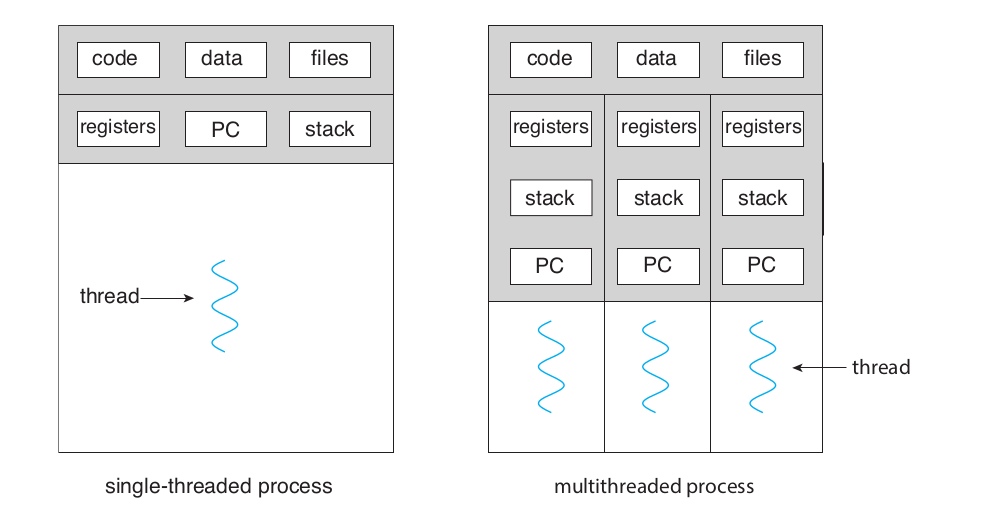 code data files
registers PC stack
thread
single-threaded process
code data files
registers registers registers
stack stack stack
PC PC PC
thread
multithreaded process